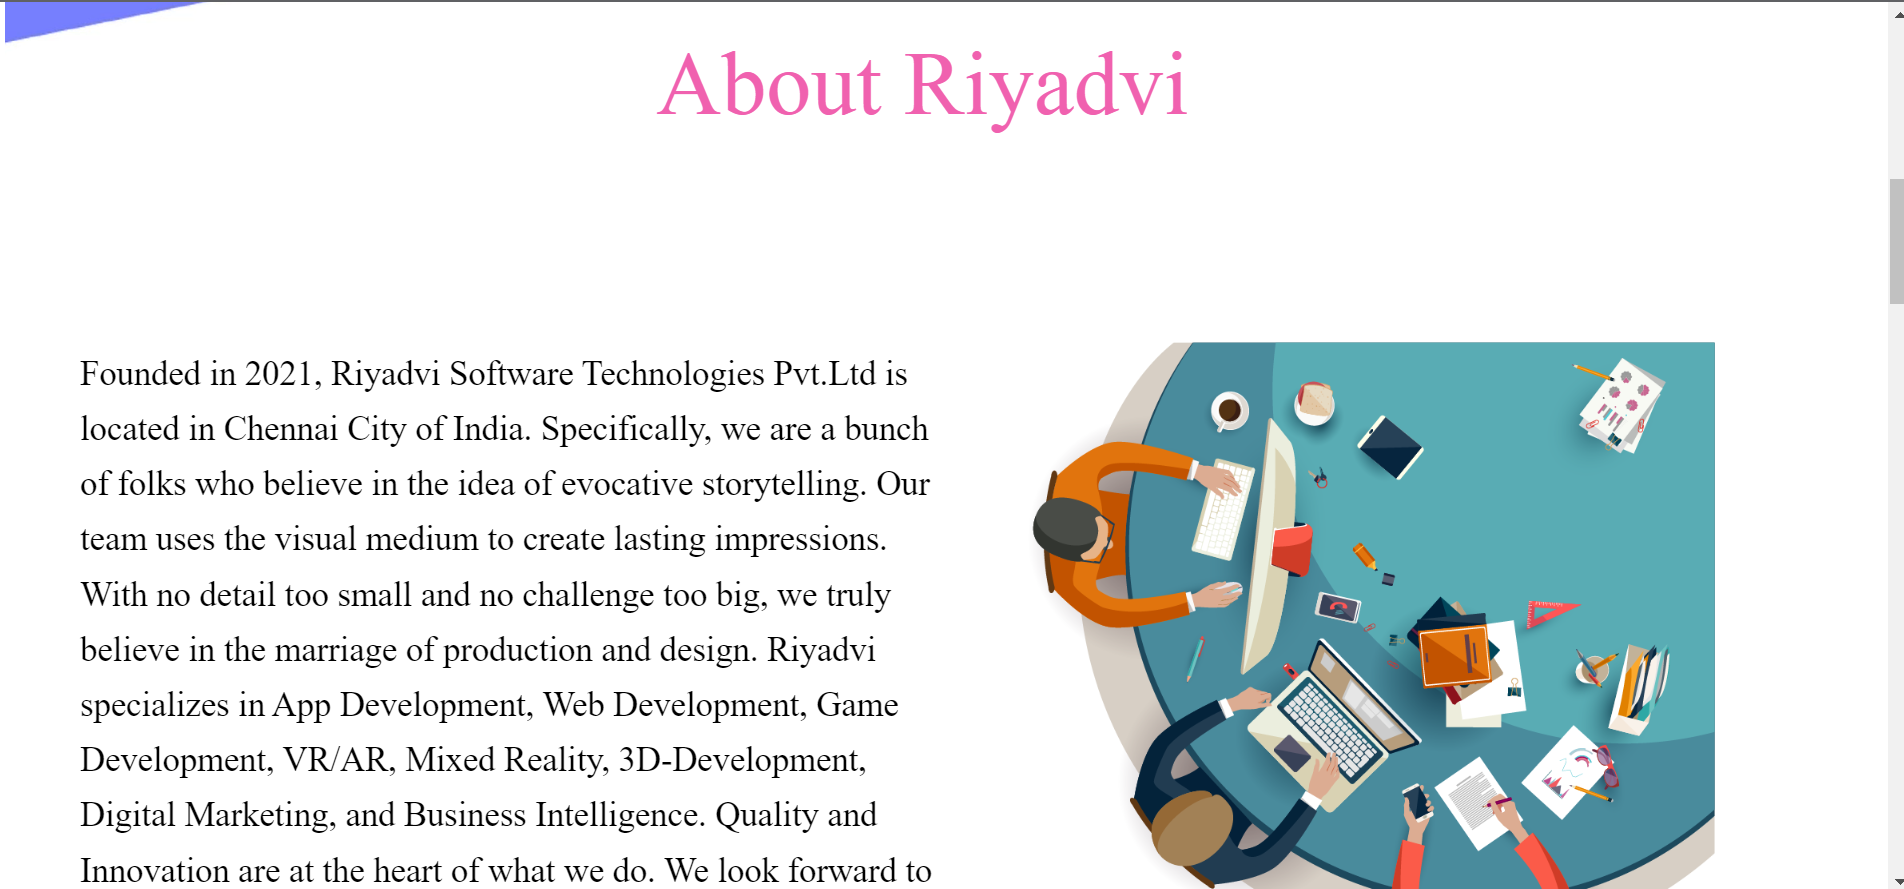 About Riyadvi
Founded in 2021, Riyadvi Software Technologies Pvt.Ltd is
located in Chennai City of India. Specifically, we are a bunch
of folks who believe in the idea of evocative storytelling. Our
team uses the visual medium to create lasting impressions.
With no detail too small and no challenge too big, we truly
believe in the marriage of production and design. Riyadvi
specializes in App Development, Web Development, Game
Development, VR/AR, Mixed Reality, 3D-Development,
Digital Marketing, and Business Intelligence. Quality and
Innovation are at the heart of what we do. We look forward to